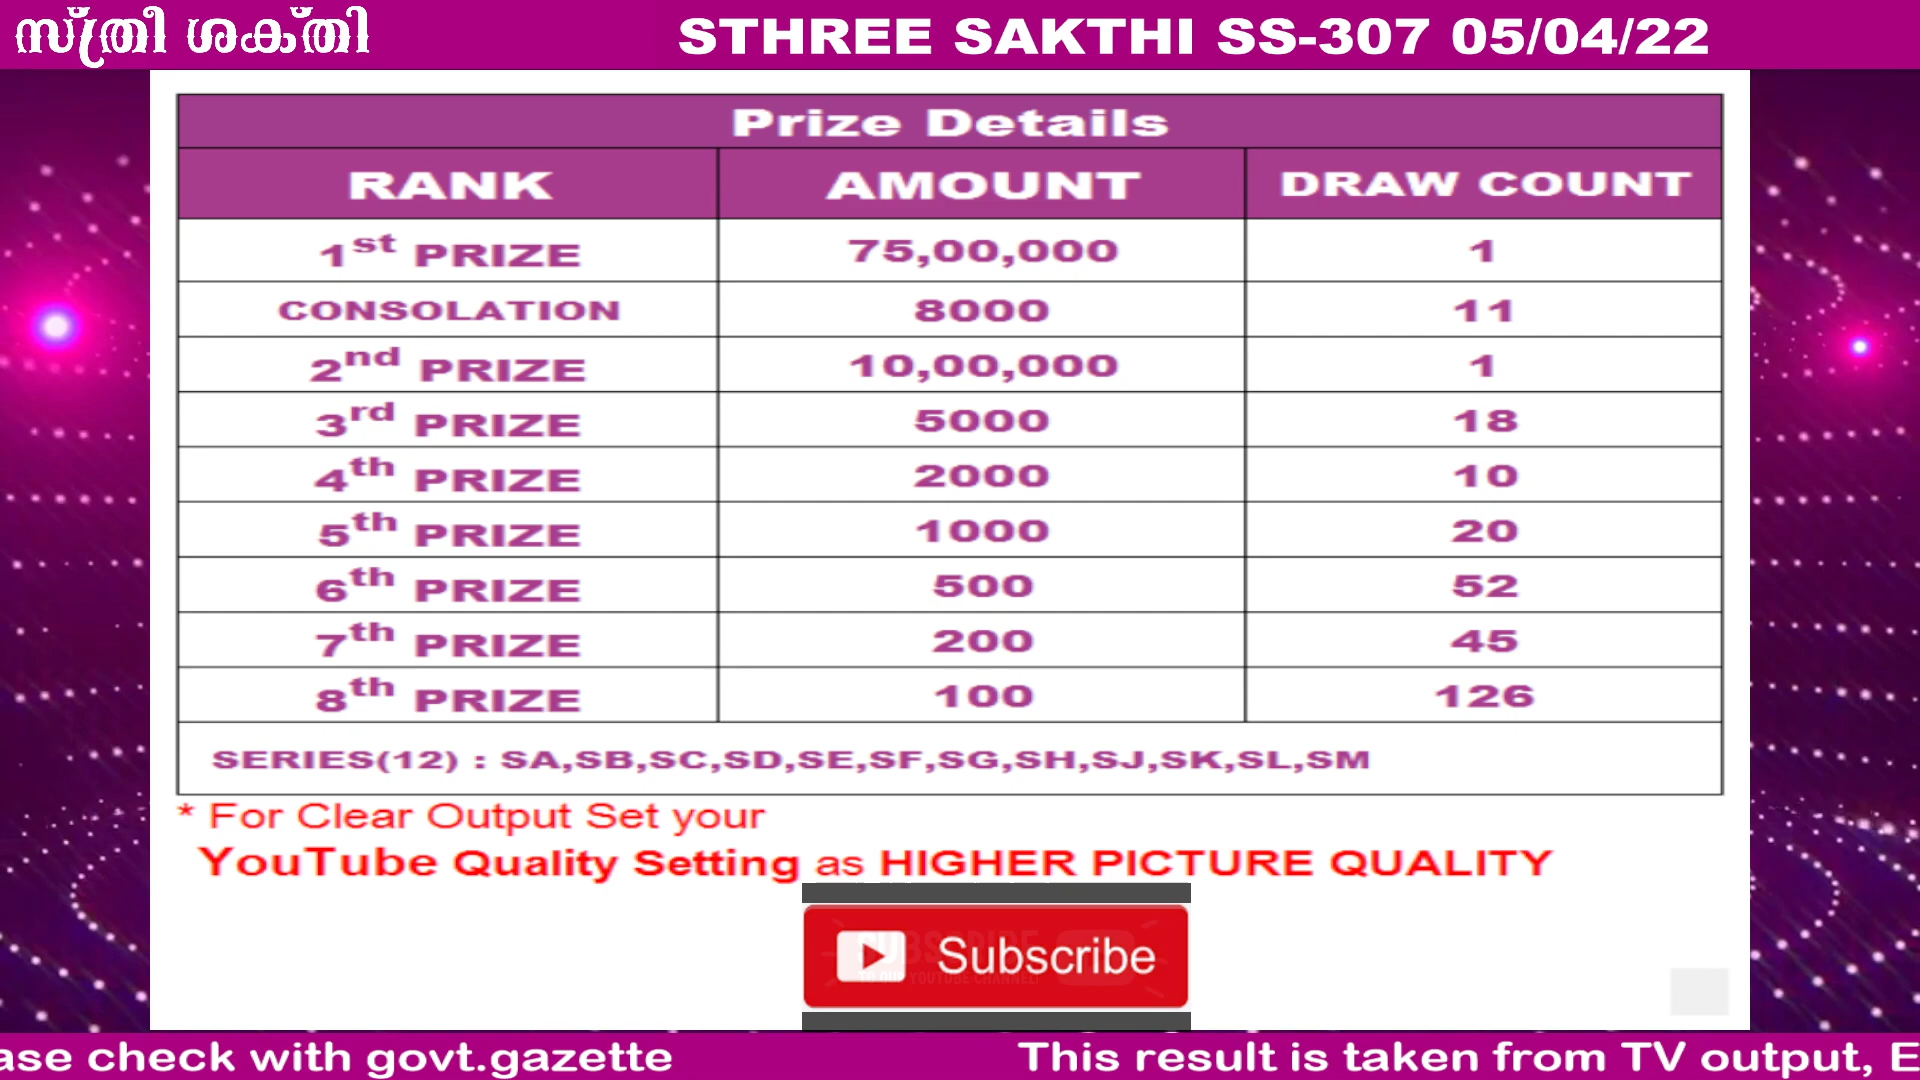 സ്ത്രീ ശക്തി STHREE SAKTHI SS-307 05/04/22
Prize Details
RANK AMOUNT DRAW COUNT
1st PRIZE 75,00,000 1
CONSOLATION 8000 11
2nd PRIZE 10,00,000 1
3rd PRIZE 5000 18
4th PRIZE 2000 10
5th PRIZE 1000 20
6th PRIZE 500 52
7th PRIZE 200 45
8th PRIZE 100 126
SERIES(12) : SA,SB,SC,SD,SE,SF,SG,SH,SJ,SK,SL,SM
* For Clear Output Set your
YouTube Quality Setting as HIGHER PICTURE QUALITY
Subscribe
ase check with govt.gazette This result is taken from TV output, E